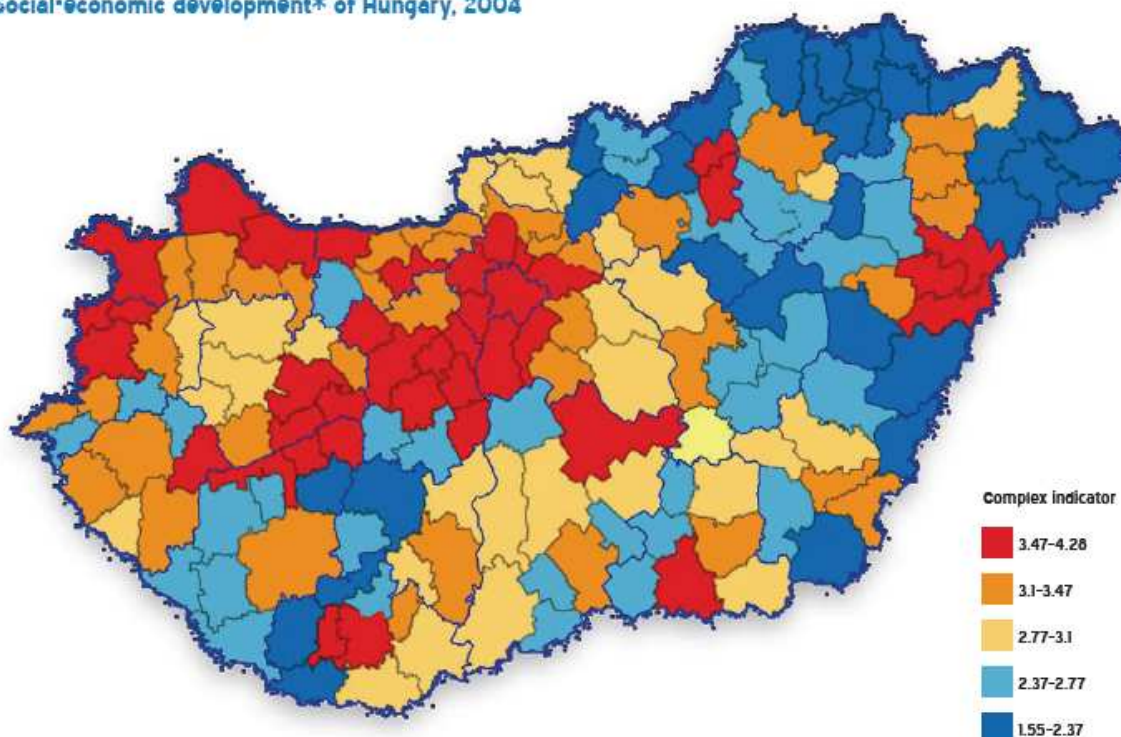 Social-economic development* of Hungary, 2004
Complex indicator
3.47-4.28
3.1-3.47
2.77-3.1
2.37-2.77
1.55-2.37